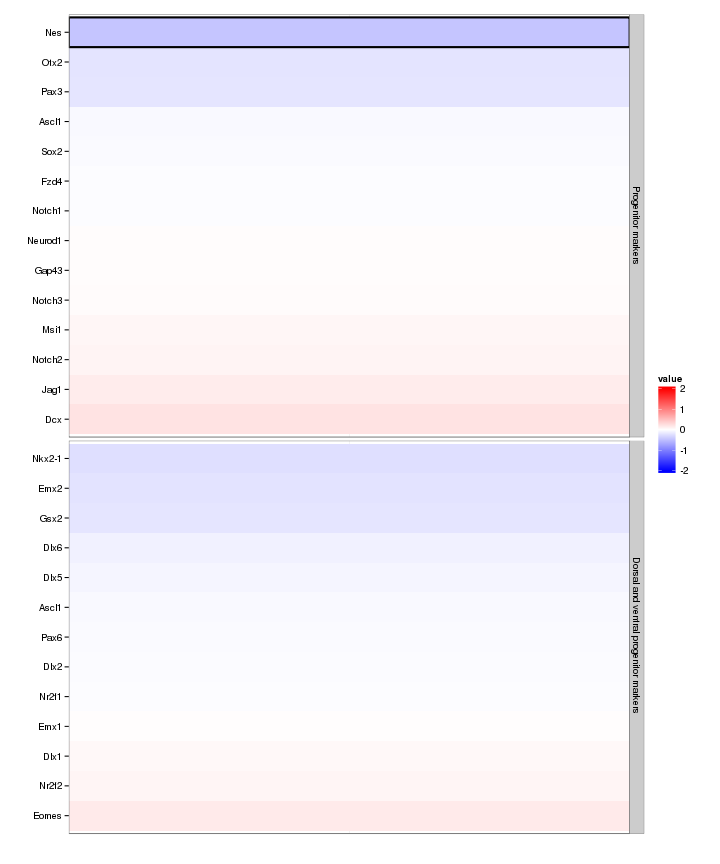 Nes
Otx2
Pax3
Ascl1
Sox2
Fzd4
Notch1
Neurod1
Gap43
Notch3
Msi1
Notch2
Jag1
Dcx
Progenitor markers
Nkx2-1
Emx2
Gsx2
Dlx6
Dlx5
Ascl1
Pax6
Dlx2
Nr2f1
Emx1
Dlx1
Nr2f2
Eomes
Dorsal and ventral progenitor markers
value
2
1
0
-1
-2